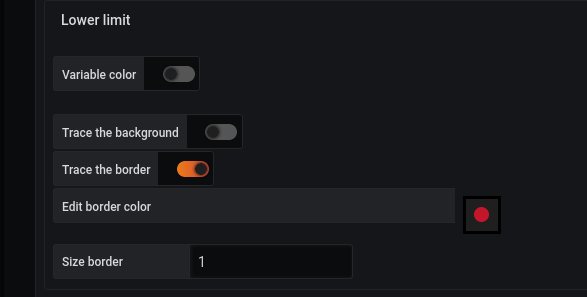 Lower limit
Variable color
Trace the background
Trace the border
Edit border color
Size border 1